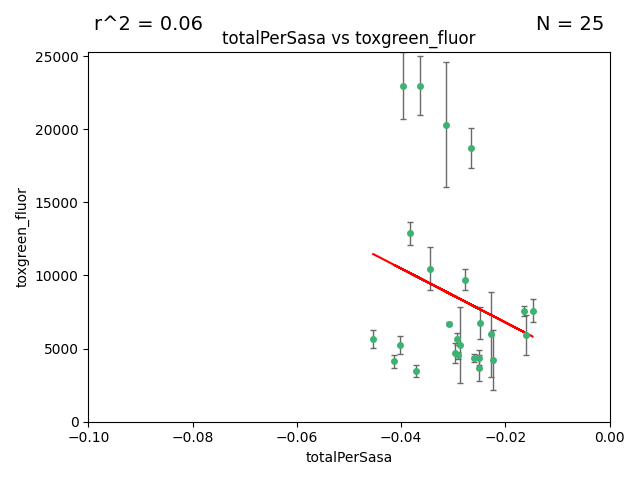 r^2 = 0.06
N = 25
totalPerSasa vs toxgreen_fluor
25000
20000
15000
10000
5000
0
toxgreen_fluor
−0.10
−0.08
−0.06
−0.04
−0.02
0.00
totalPerSasa